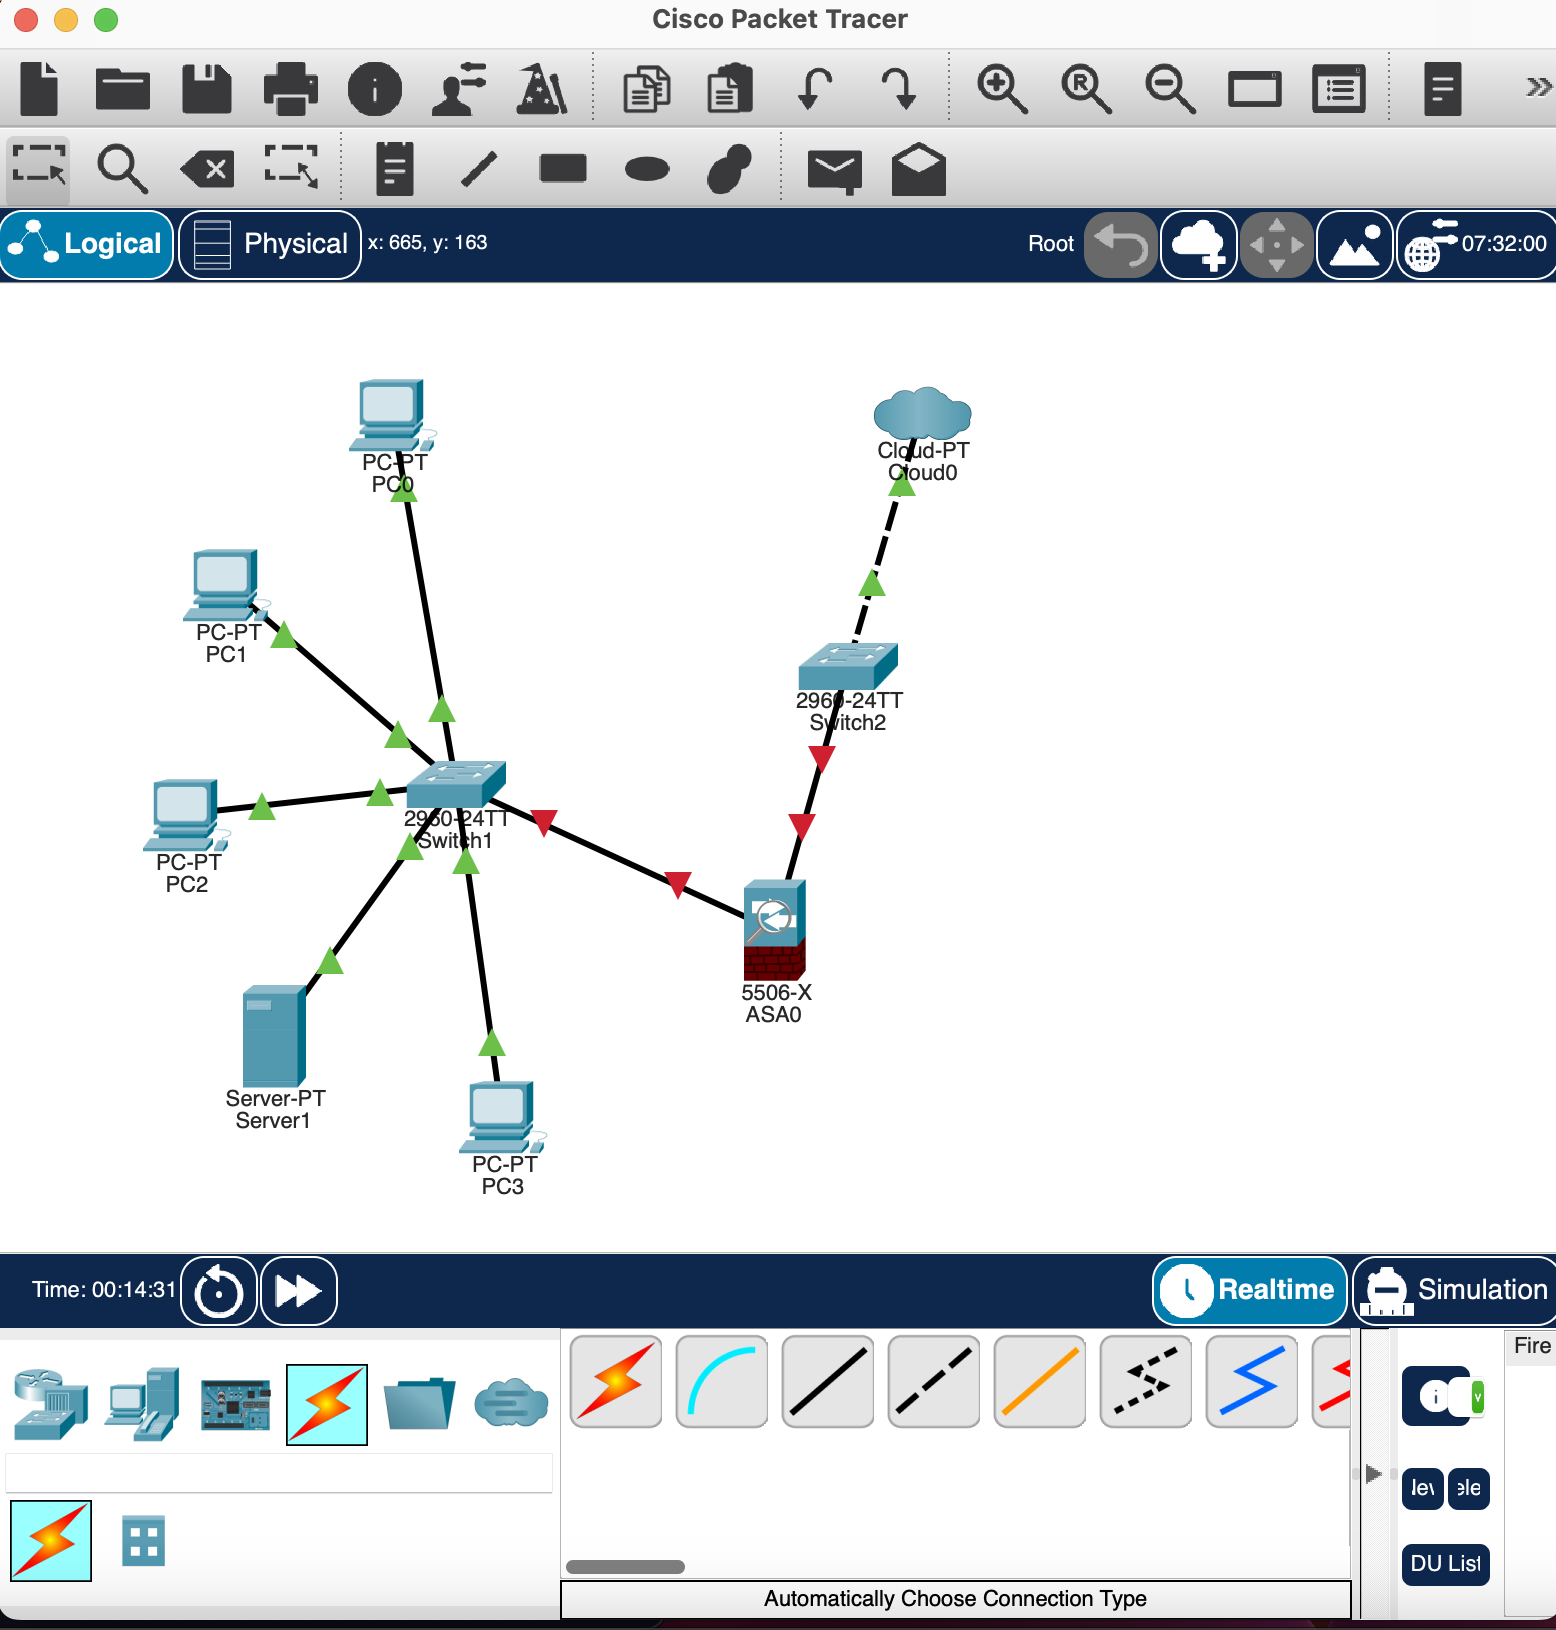 Cisco Packet Tracer
Logical
Physical
x: 665, y: 163
Root
07:32:00
PC-PT
PC0
Cloud-PT
Cloud0
PC-PT
PC1
2960-24TT
Switch2
PC-PT
PC2
2960-24TT
Switch1
5506-X
ASA0
Server-PT
Server1
PC-PT
PC3
Time: 00:14:31
Realtime
Simulation
Fire
DU List
Automatically Choose Connection Type